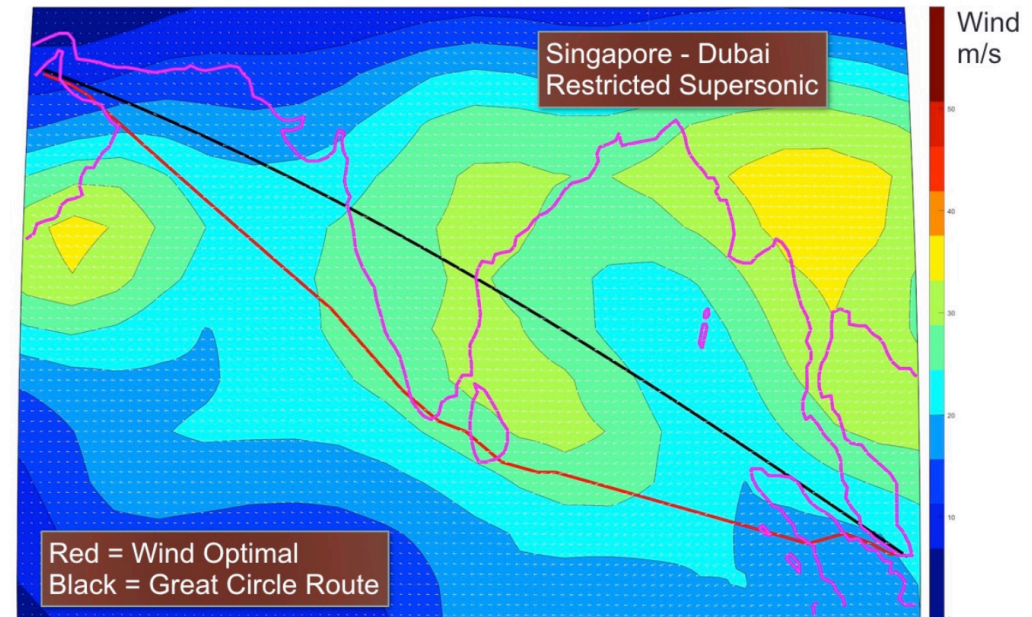 Wind
m/s
Singapore - Dubai
Restricted Supersonic
50
40
30
20
10
Red = Wind Optimal
Black = Great Circle Route